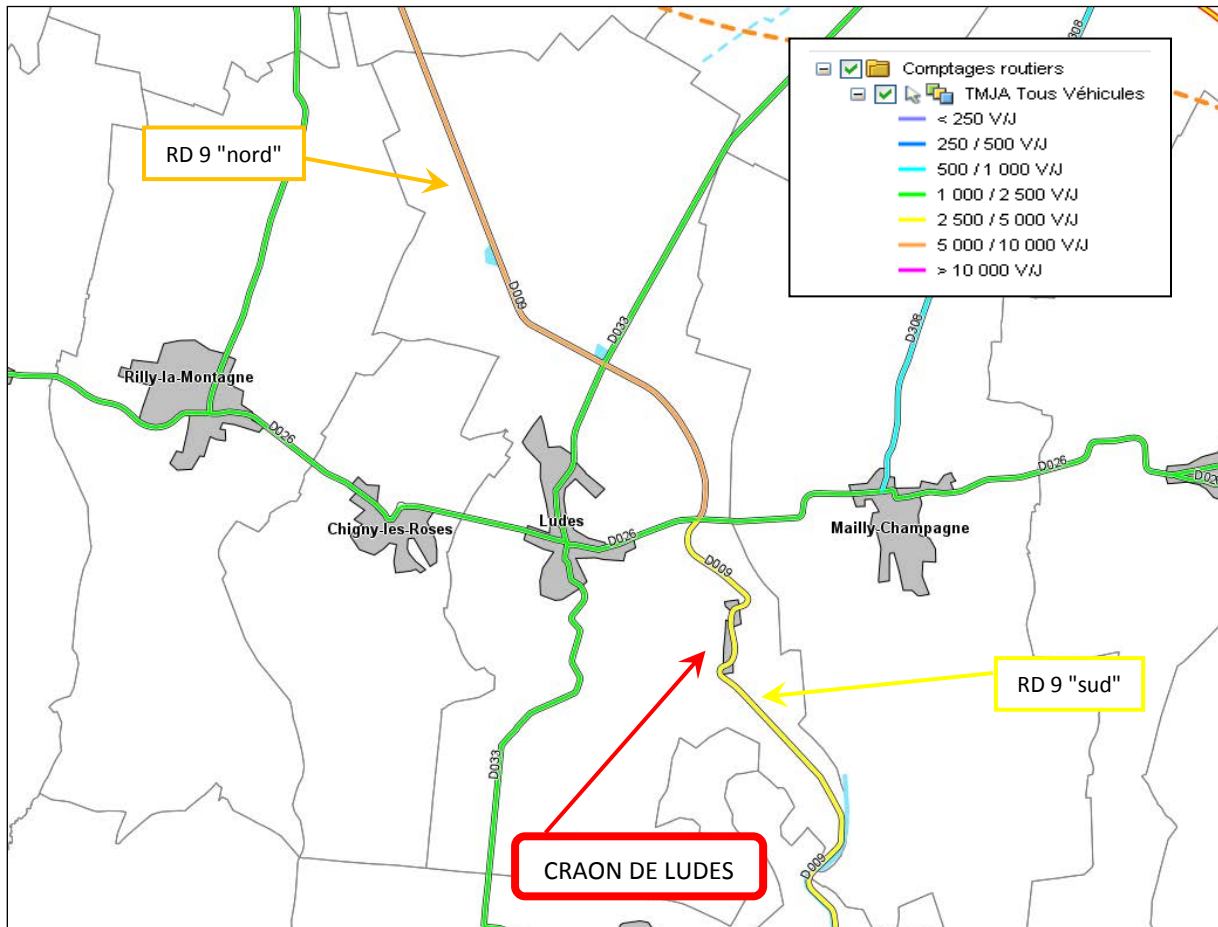 D308
Comptages routiers
TMJA Tous Véhicules
< 250 V/J
250 / 500 V/J
500 / 1 000 V/J
1 000 / 2 500 V/J
2 500 / 5 000 V/J
5 000 / 10 000 V/J
> 10 000 V/J
RD 9 "nord"
D009
D033
D308
Rilly-la-Montagne
D026
Chigny-les-Roses
Ludes
D026
Mailly-Champagne
D026
D026
D009
RD 9 "sud"
D033
CRAON DE LUDES
D009